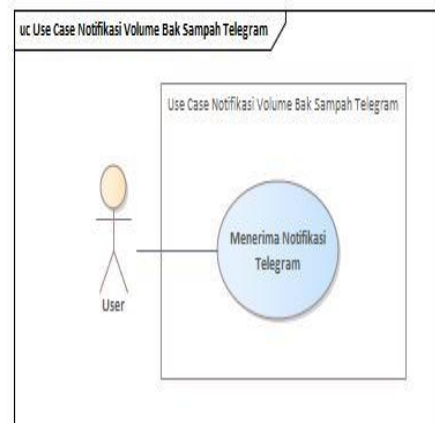 uc Use Case Notifikasi Volume Bak Sampah Telegram
Use Case Notifikasi Volume Bak Sampah Telegram
Menerima Notifikasi
Telegram
User